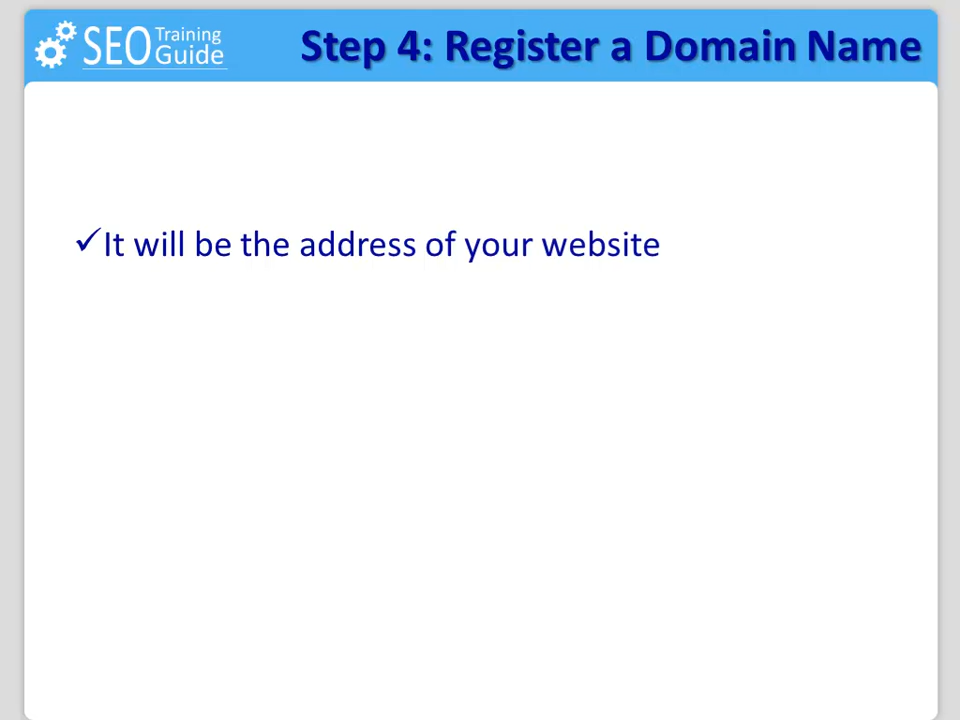 SEO Training Guide
Step 4: Register a Domain Name
✓It will be the address of your website